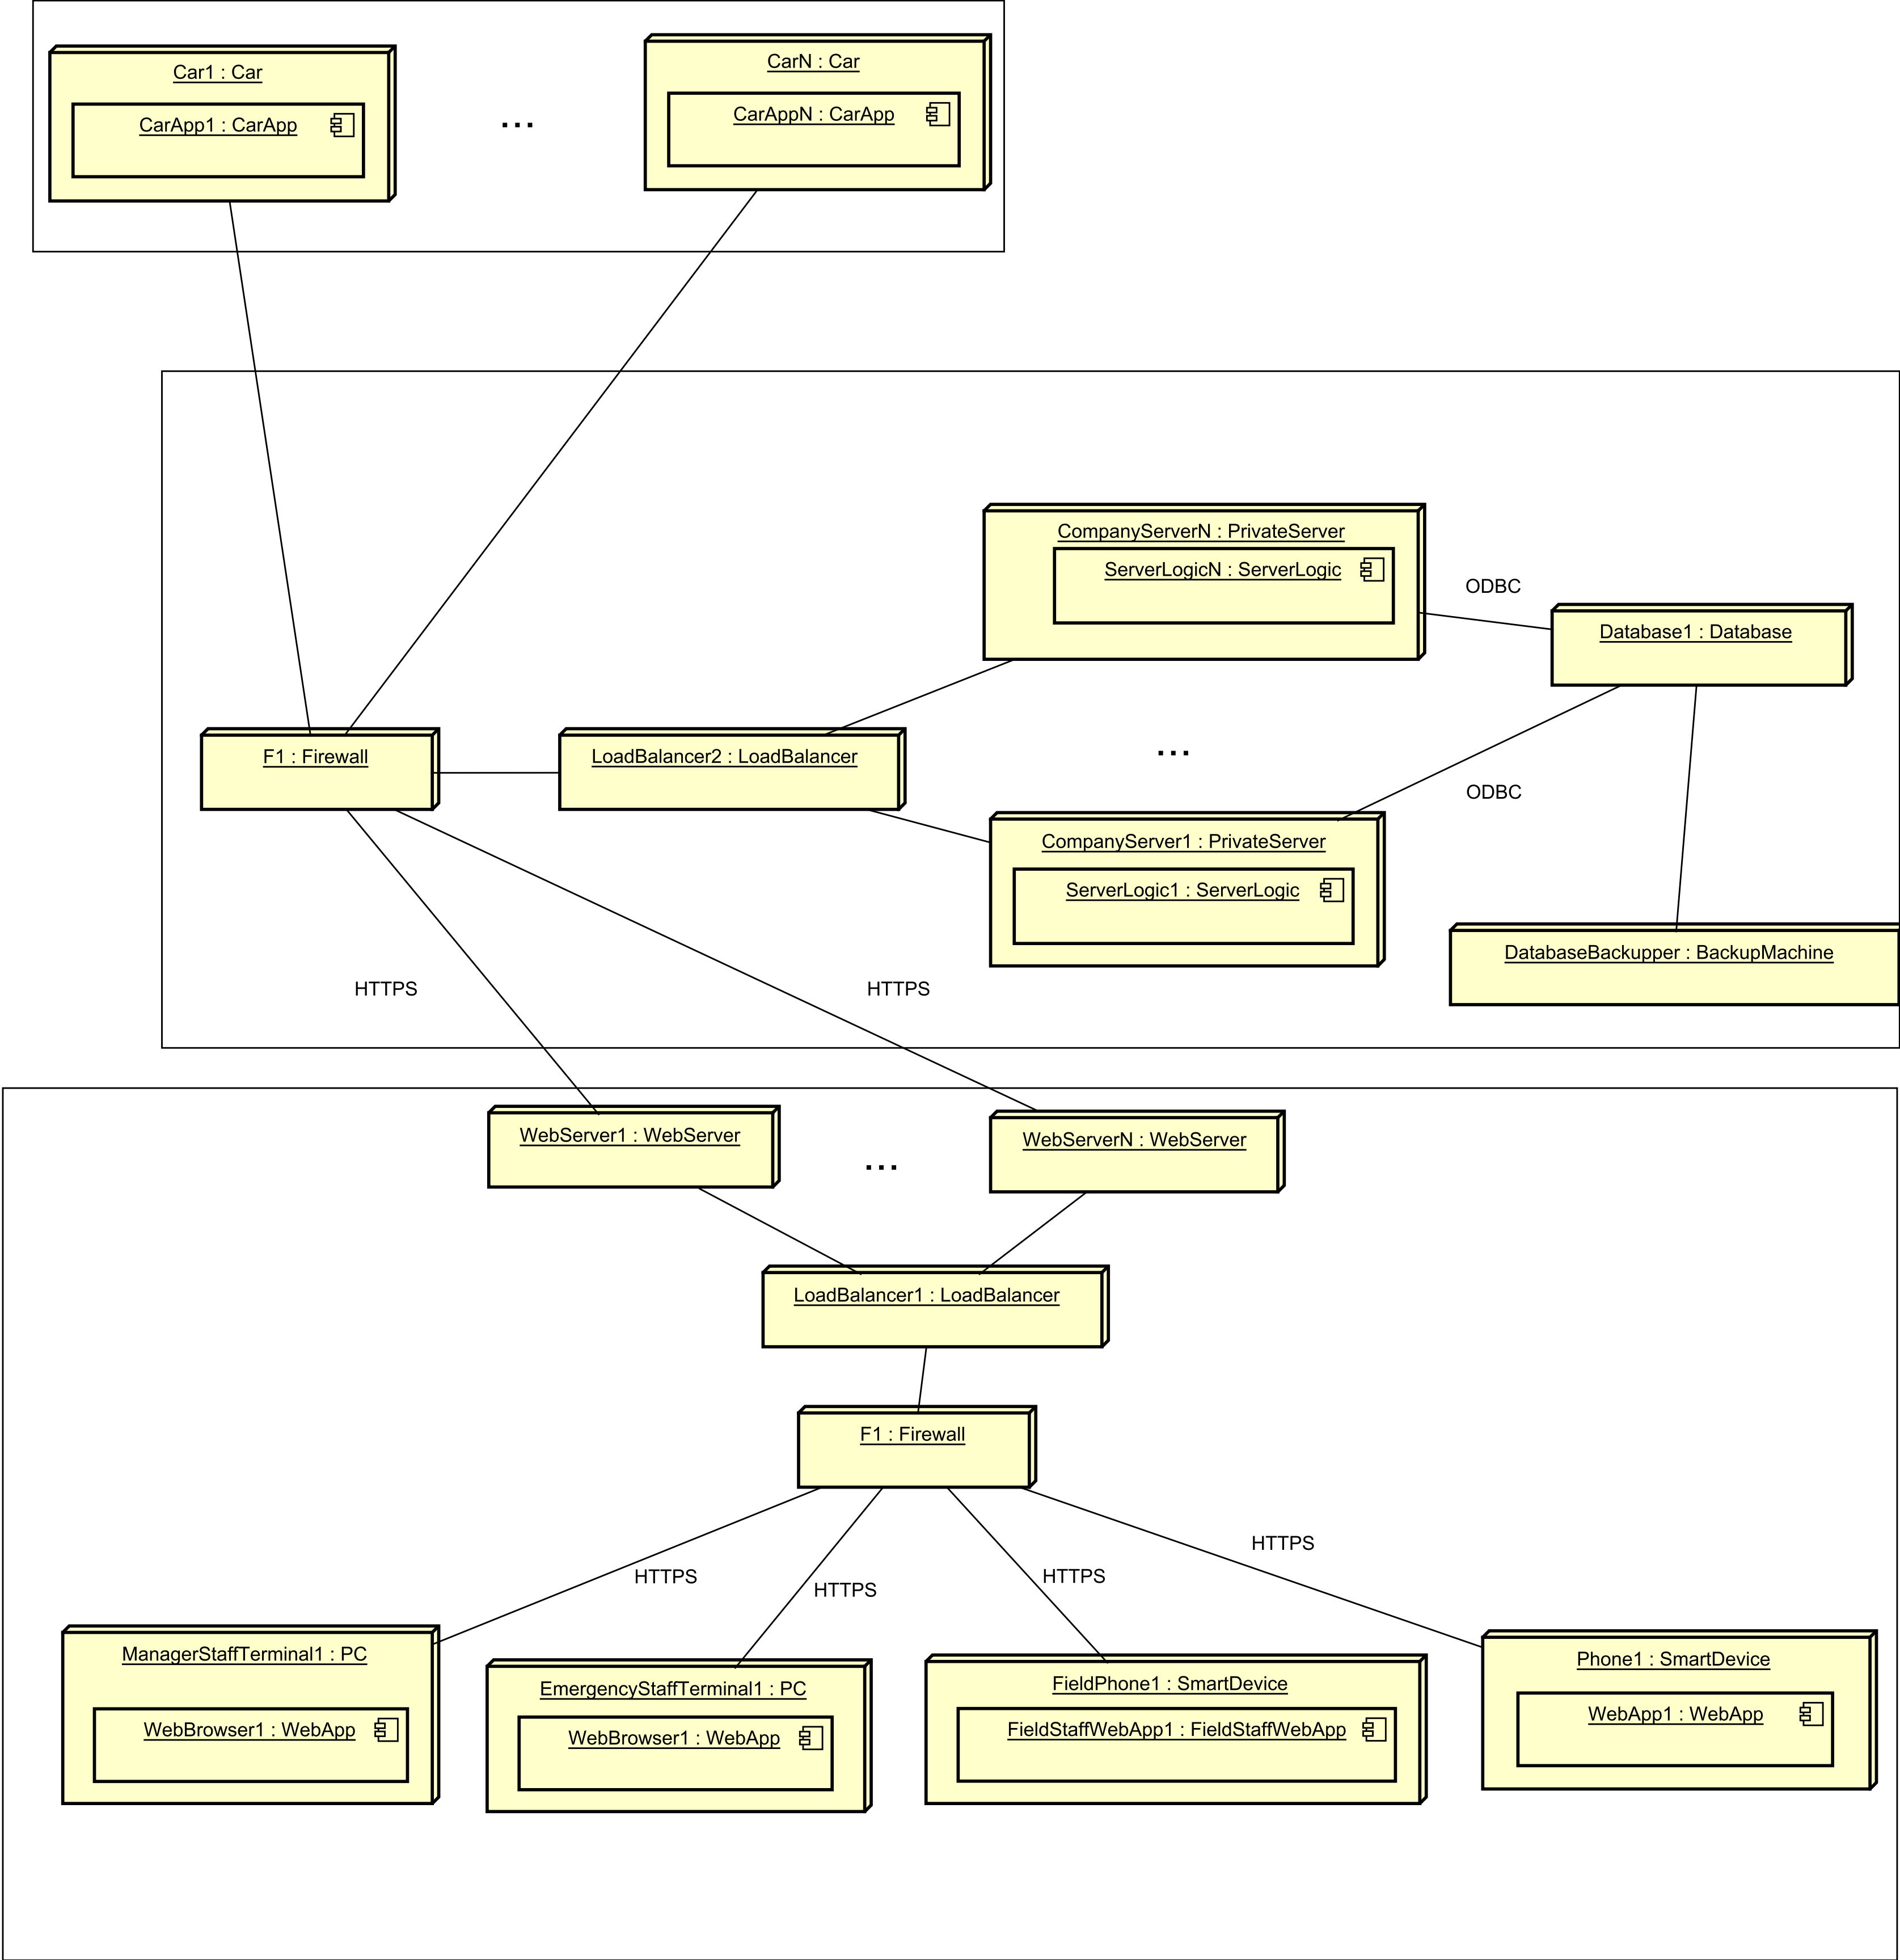 Car1 : Car
CarApp1 : CarApp
...
CarN : Car
CarAppN : CarApp
CompanyServerN : PrivateServer
ServerLogicN : ServerLogic
ODBC
Database1 : Database
F1 : Firewall
LoadBalancer2 : LoadBalancer
...
ODBC
CompanyServer1 : PrivateServer
ServerLogic1 : ServerLogic
DatabaseBackupper : BackupMachine
HTTPS
HTTPS
WebServer1 : WebServer
...
WebServerN : WebServer
LoadBalancer1 : LoadBalancer
F1 : Firewall
HTTPS
HTTPS
HTTPS
HTTPS
ManagerStaffTerminal1 : PC
WebBrowser1 : WebApp
EmergencyStaffTerminal1 : PC
WebBrowser1 : WebApp
FieldPhone1 : SmartDevice
FieldStaffWebApp1 : FieldStaffWebApp
Phone1 : SmartDevice
WebApp1 : WebApp